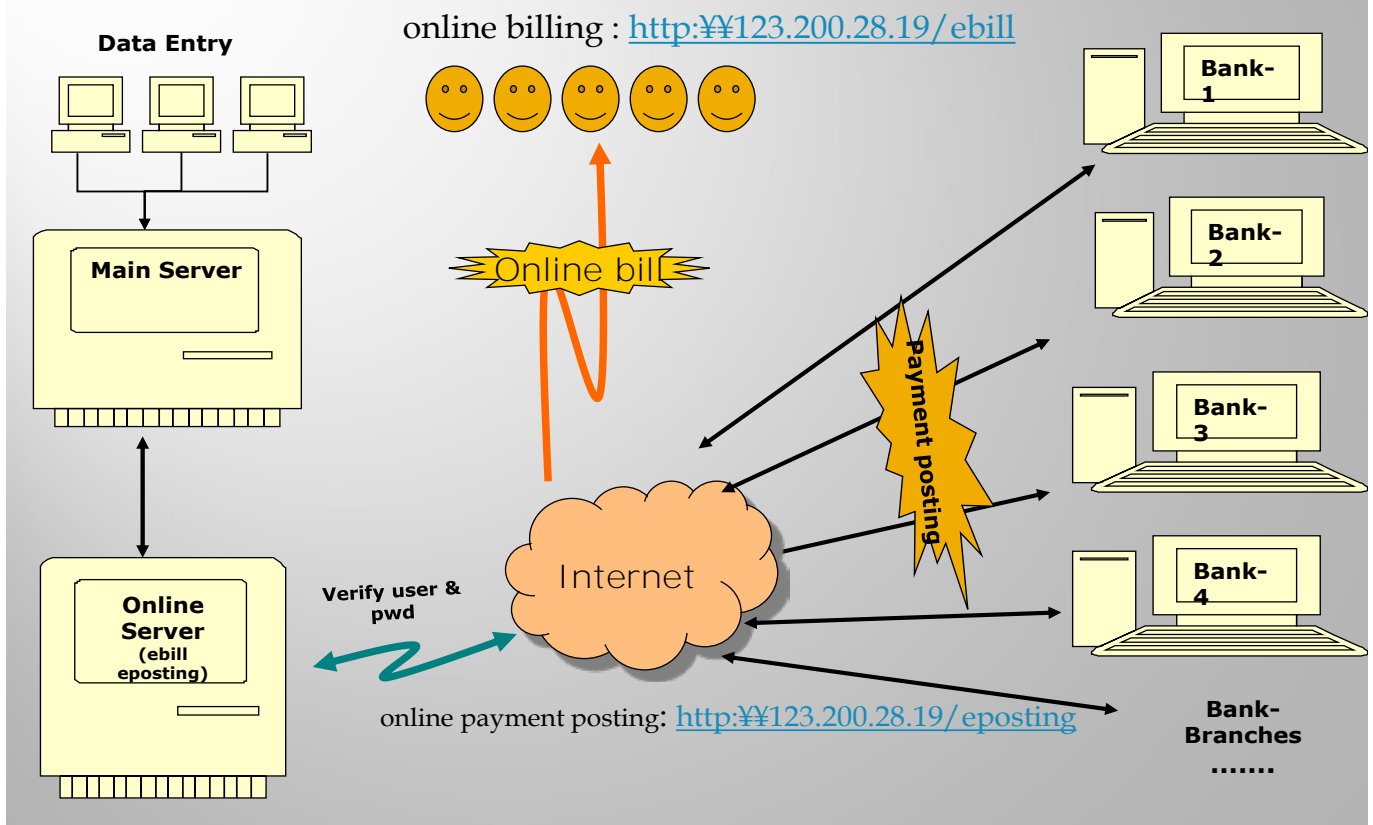 online billing : http:¥¥123.200.28.19/ebill
Data Entry
Main Server
Online
Server
(ebill
eposting)
Verify user &
pwd
Online bill
Internet
Payment posting
online payment posting: http:¥¥123.200.28.19/eposting
Bank-
1
Bank-
2
Bank-
3
Bank-
4
Bank-
Branches
.......